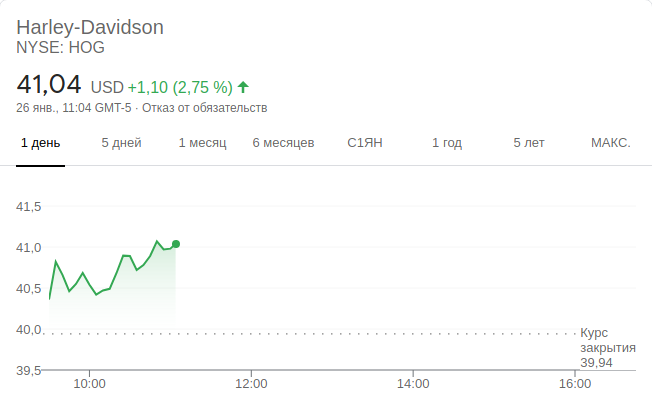 Harley-Davidson
NYSE: HOG
41,04 USD +1,10 (2,75 %)
26 янв., 11:04 GMT-5 · Отказ от обязательств
1 день 5 дней 1 месяц 6 месяцев С1ЯН 1 год 5 лет МАКС.
41,5
41,0
40,5
40,0
Курс
закрытия
39,94
39,5
10:00 12:00 14:00 16:00